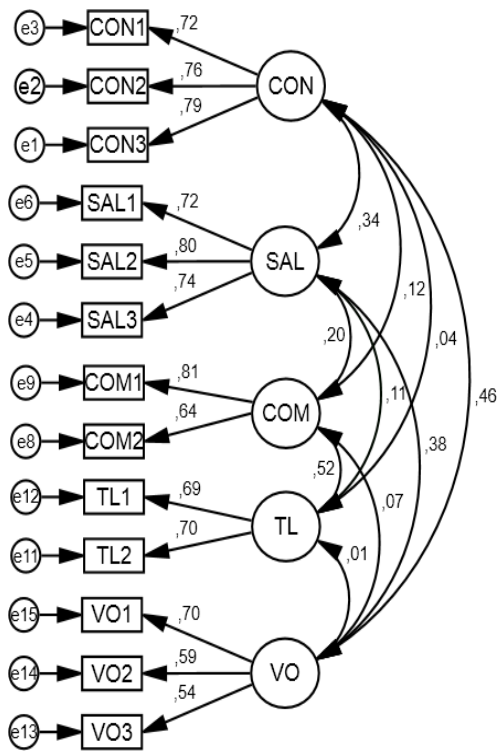 e3 CON1 ,72
e2 CON2 ,76 CON
e1 CON3 ,79
e6 SAL1 ,72 ,34
e5 SAL2 ,80 SAL
e4 SAL3 ,74 ,12
,20 ,04
e9 COM1 ,81 ,11 ,46
COM
e8 COM2 ,64 ,38
,52
e12 TL1 ,69 ,07
TL
e11 TL2 ,70 ,01
e15 VO1 ,70
e14 VO2 ,59 VO
e13 VO3 ,54